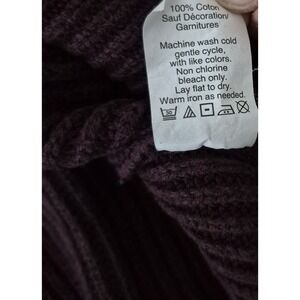 100% Coton
Sauf Décoration/
Garnitures
Machine wash cold
gentle cycle,
with like colors.
Non chlorine
bleach only.
Lay flat to dry.
Warm iron as needed.